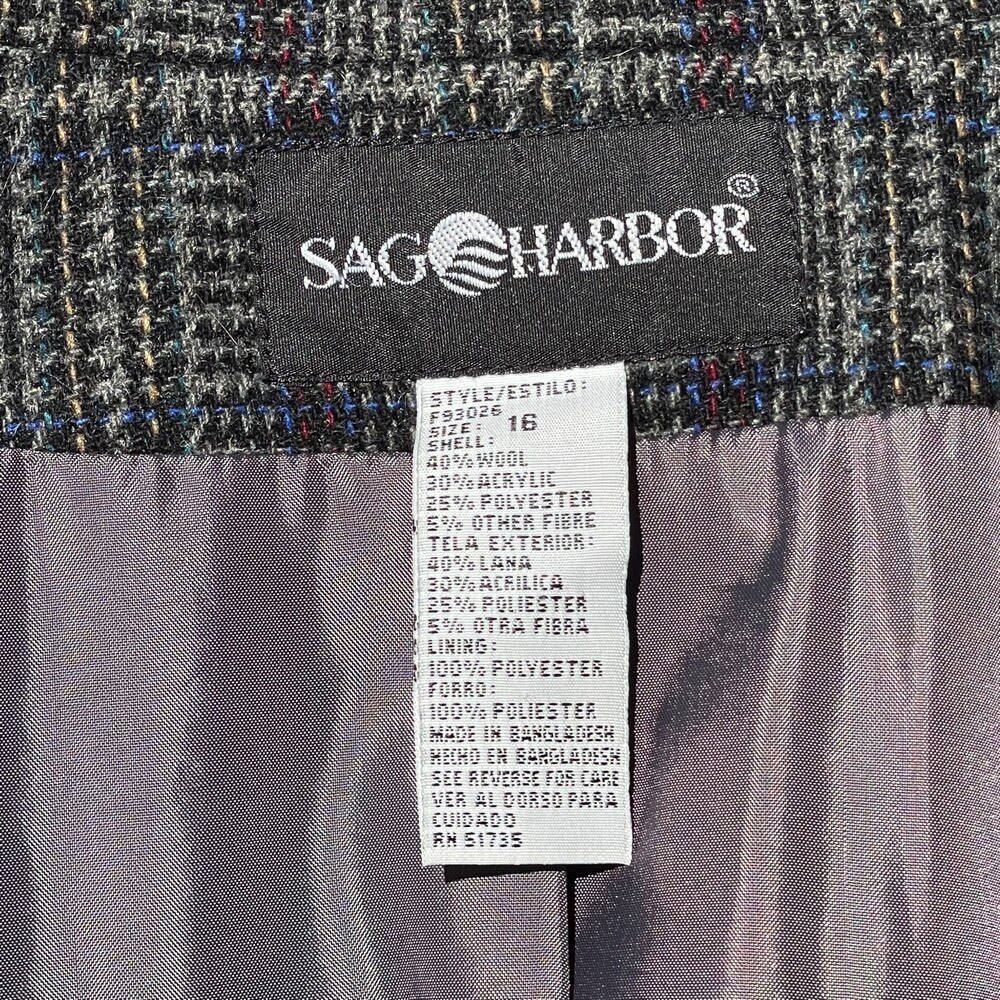 SAG HARBOR ®
STYLE/ESTILO:
F93026
SIZE: 16
SHELL:
40% WOOL
30% ACRYLIC
25% POLYESTER
5% OTHER FIBRE
TELA EXTERIOR:
40% LANA
30% ACRILICA
25% POLIESTER
5% OTRA FIBRA
LINING:
100% POLYESTER
FORRO:
100% POLIESTER
MADE IN BANGLADESH
HECHO EN BANGLADESH
SEE REVERSE FOR CARE
VER AL DORSO PARA
CUIDADO
RN 51735